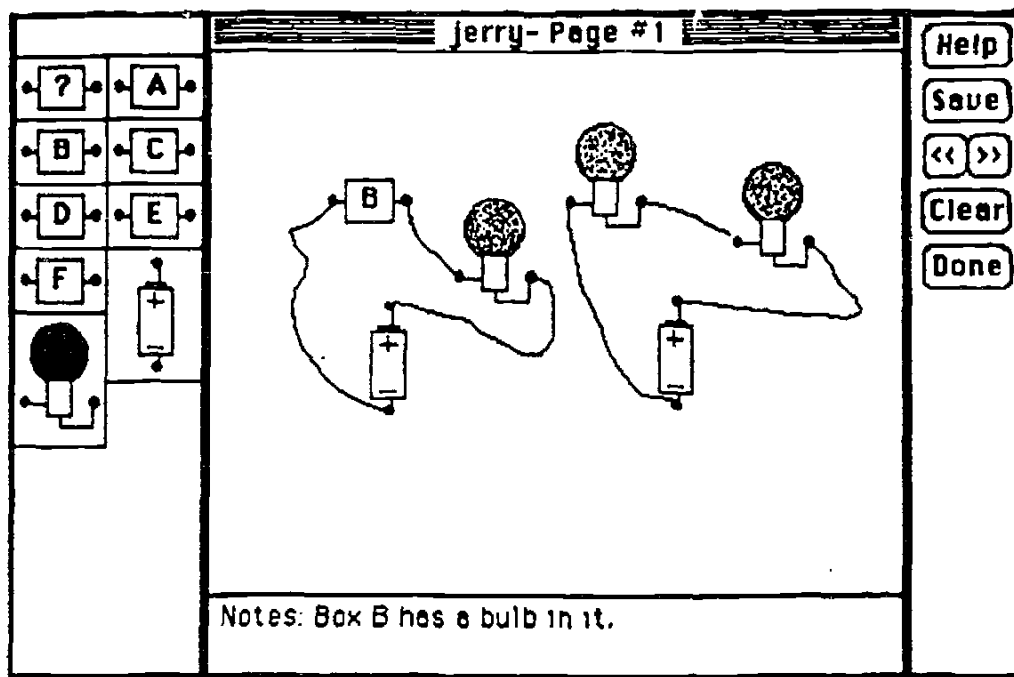 jerry- Page #1
Help
Save
<< >>
Clear
Done
? A
B C
D E
F
+
−
B
+
−
+
−
Notes: Box B has a bulb in it.